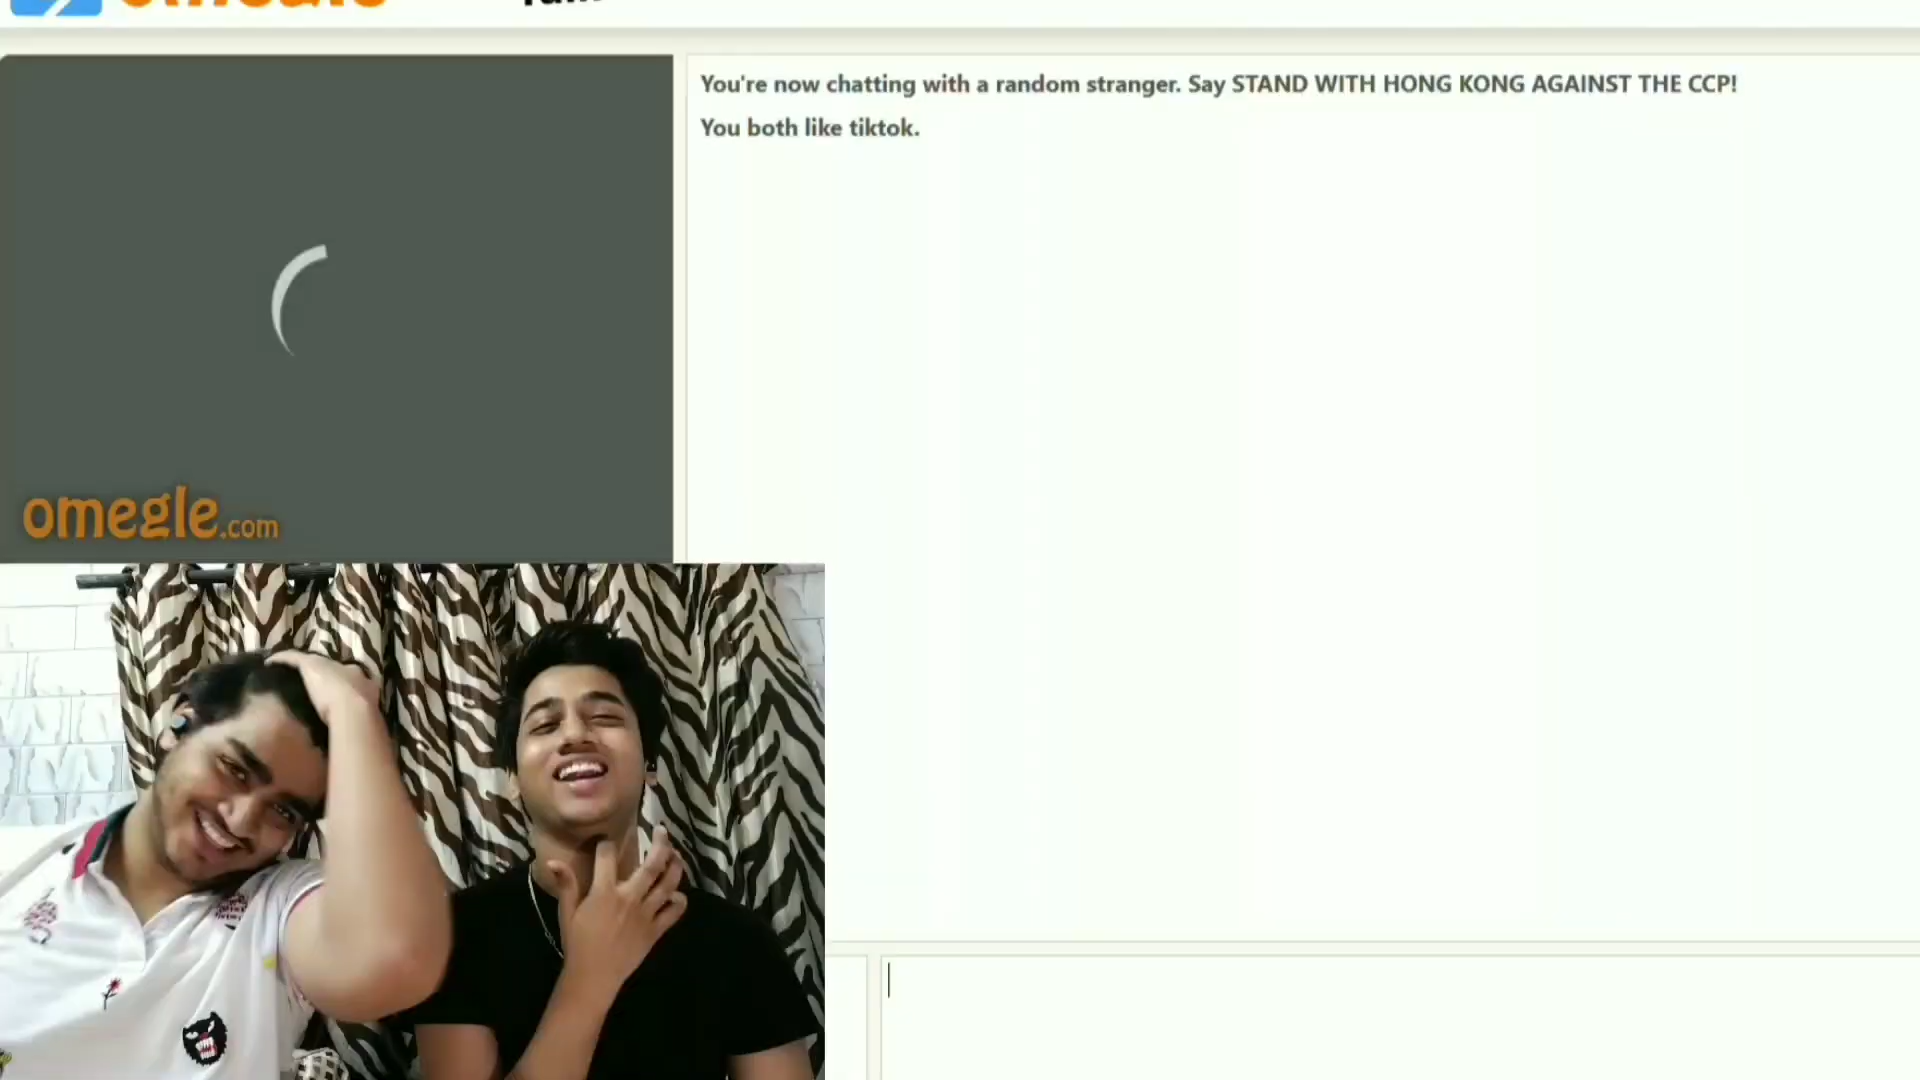 omegle
You're now chatting with a random stranger. Say STAND WITH HONG KONG AGAINST THE CCP!
You both like tiktok.
omegle.com